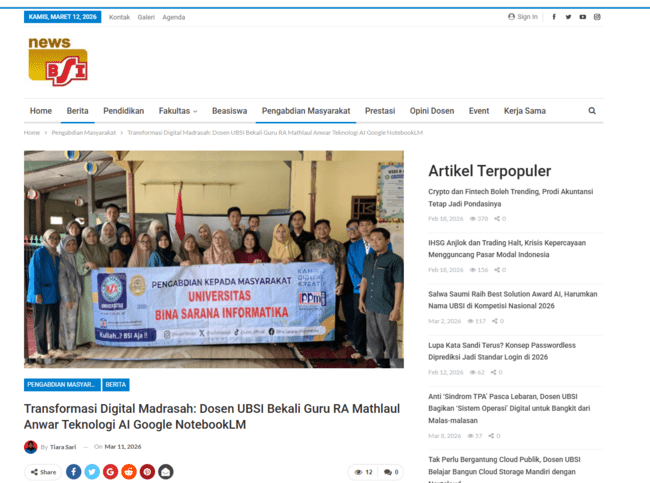 KAMIS, MARET 12, 2026
Kontak
Galeri
Agenda
Sign In
news
BSI
Home
Berita
Pendidikan
Fakultas
Beasiswa
Pengabdian Masyarakat
Prestasi
Opini Dosen
Event
Kerja Sama
Home > Pengabdian Masyarakat > Transformasi Digital Madrasah: Dosen UBSI Bekali Guru RA Mathlaul Anwar Teknologi AI Google NotebookLM
PENGABDIAN KEPADA MASYARAKAT
UNIVERSITAS
BINA SARANA INFORMATIKA
Kuliah..? BSI Aja !!
PENGABDIAN MASYAR...
BERITA
Transformasi Digital Madrasah: Dosen UBSI Bekali Guru RA Mathlaul
Anwar Teknologi AI Google NotebookLM
By Tiara Sari — On Mar 11, 2026
Share
12
0
Artikel Terpopuler
Crypto dan Fintech Boleh Trending, Prodi Akuntansi
Tetap Jadi Pondasinya
Feb 18, 2026 378 0
IHSG Anjlok dan Trading Halt, Krisis Kepercayaan
Mengguncang Pasar Modal Indonesia
Feb 10, 2026 156 0
Salwa Saumi Raih Best Solution Award AI, Harumkan
Nama UBSI di Kompetisi Nasional 2026
Mar 2, 2026 117 0
Lupa Kata Sandi Terus? Konsep Passwordless
Diprediksi Jadi Standar Login di 2026
Feb 12, 2026 62 0
Anti ‘Sindrom TPA’ Pasca Lebaran, Dosen UBSI
Bagikan ‘Sistem Operasi’ Digital untuk Bangkit dari
Malas-malasan
Mar 8, 2026 57 0
Tak Perlu Bergantung Cloud Publik, Dosen UBSI
Belajar Bangun Cloud Storage Mandiri dengan